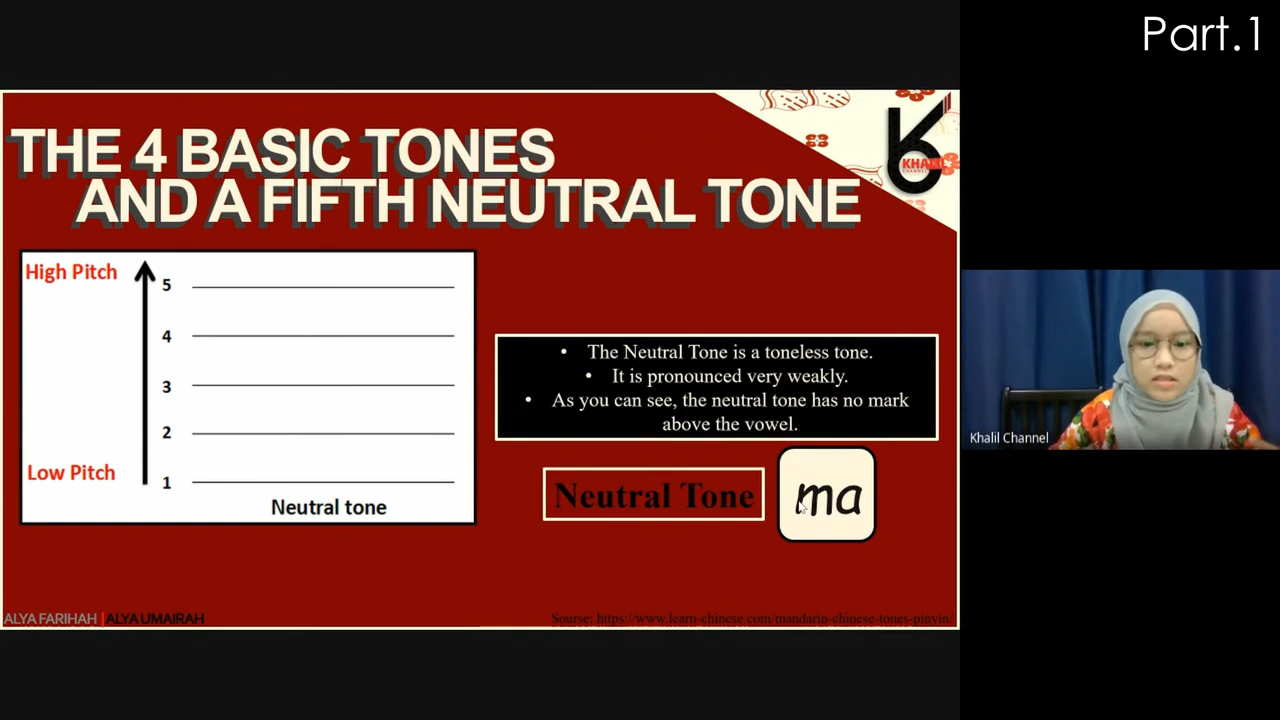 Part.1
THE 4 BASIC TONES
AND A FIFTH NEUTRAL TONE
KHALIL
CHANNEL
High Pitch
5
4
3
2
Low Pitch
1
Neutral tone
• The Neutral Tone is a toneless tone.
• It is pronounced very weakly.
• As you can see, the neutral tone has no mark
above the vowel.
Neutral Tone
ma
Khalil Channel
ALYA FARIHAH | ALYA UMAIRAH
Sourse: https://www.learn-chinese.com/mandarin-chinese-tones-pinyin/